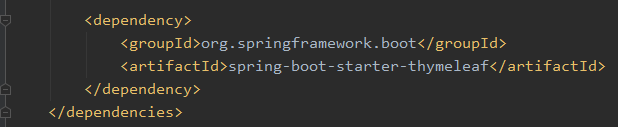 <dependency>
<groupId>org.springframework.boot</groupId>
<artifactId>spring-boot-starter-thymeleaf</artifactId>
</dependency>
</dependencies>